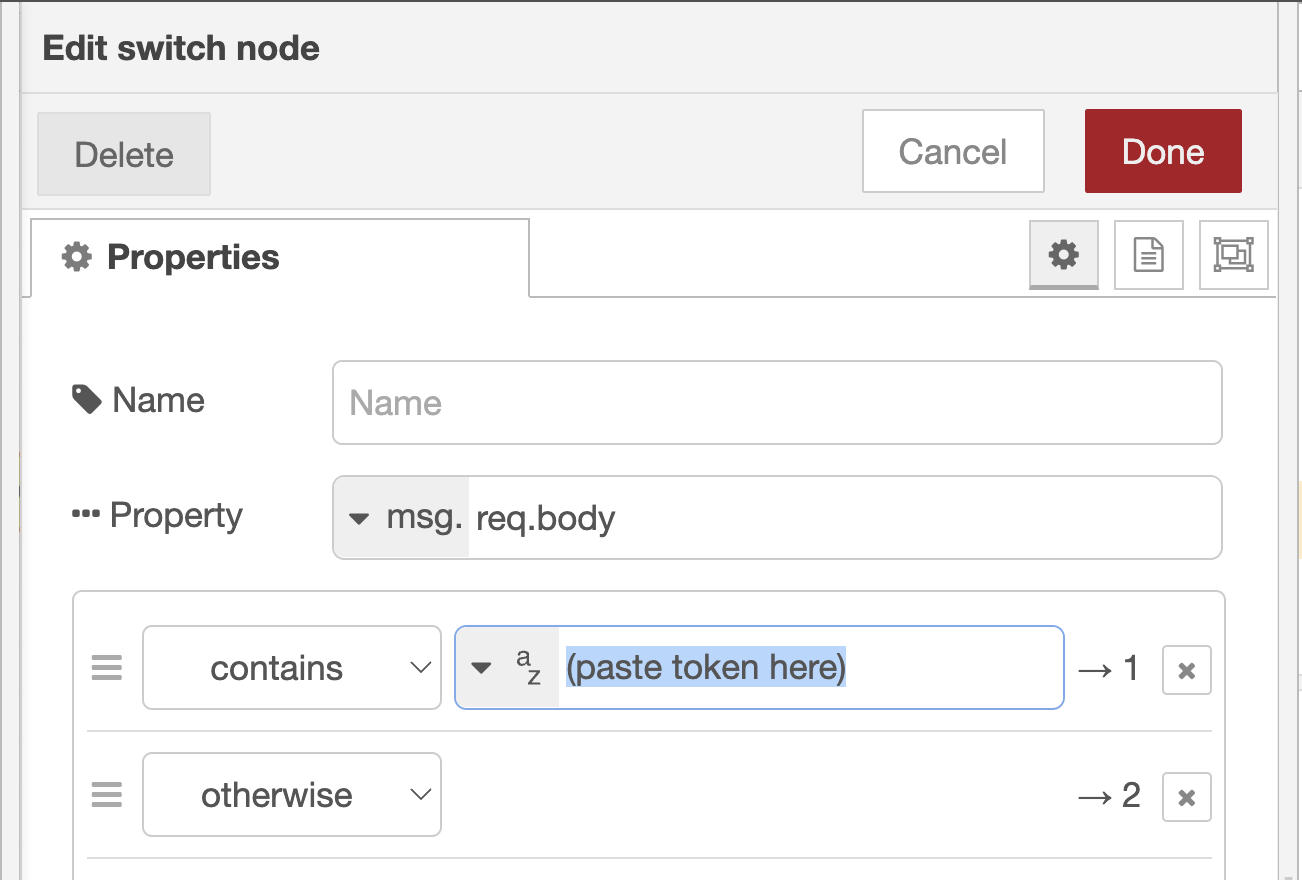 Edit switch node
Delete Cancel Done
Properties
Name Name
Property msg. req.body
contains az (paste token here) → 1
otherwise → 2